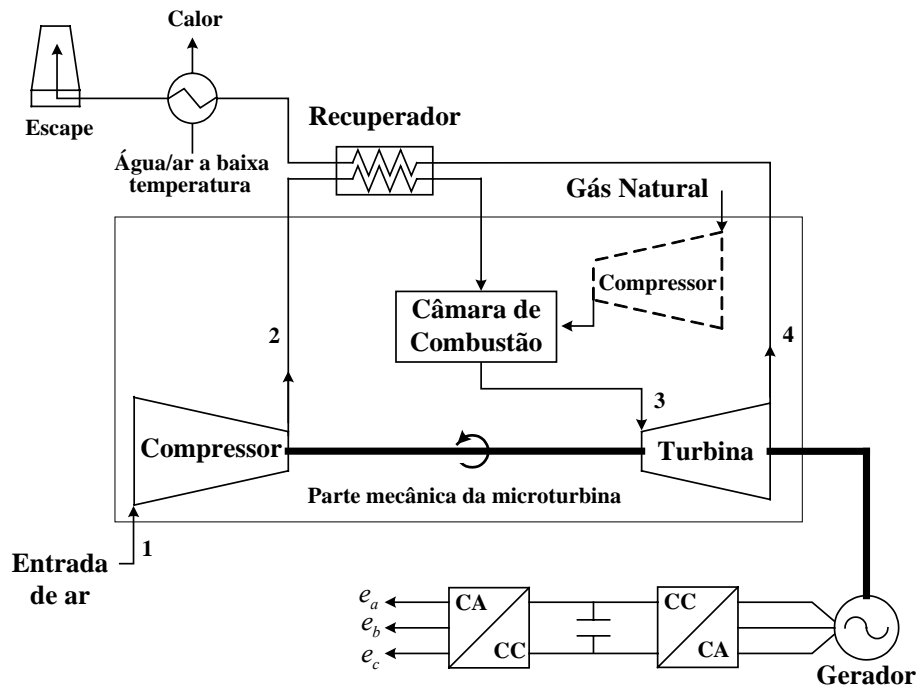 Calor
Escape
Água/ar a baixa
temperatura
Recuperador
Gás Natural
Compressor
Câmara de
Combustão
2
4
3
Compressor
Turbina
Parte mecânica da microturbina
1
Entrada
de ar
e_a
e_b
e_c
CA
CC
CC
CA
Gerador